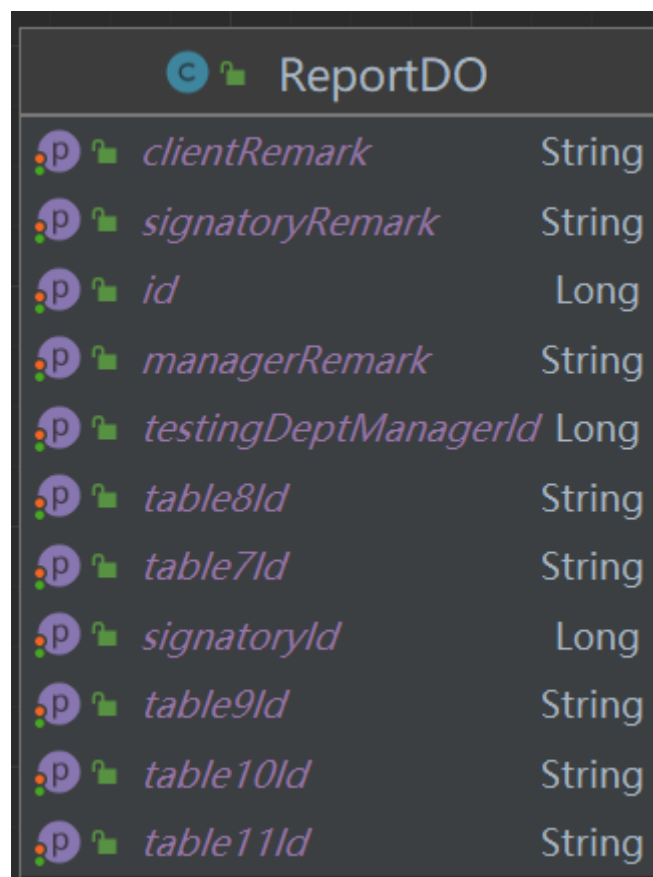 C ReportDO
p clientRemark String
p signatoryRemark String
p id Long
p managerRemark String
p testingDeptManagerId Long
p table8Id String
p table7Id String
p signatoryId Long
p table9Id String
p table10Id String
p table11Id String